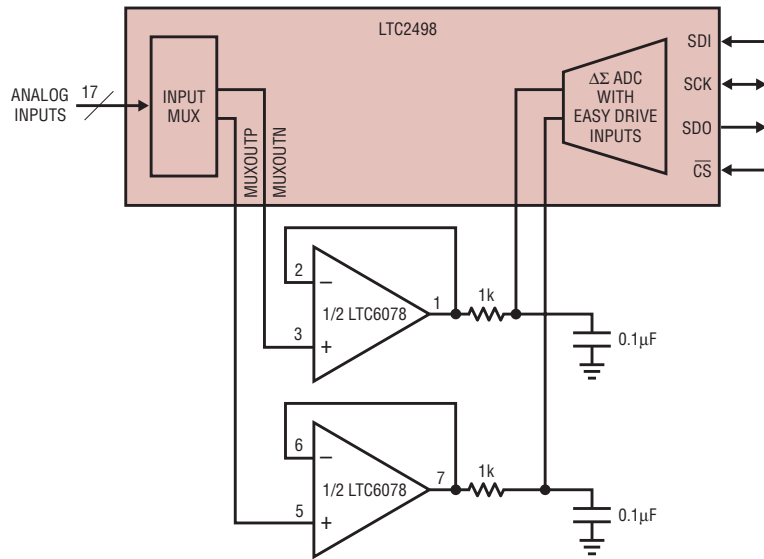 LTC2498
ANALOG
INPUTS
17
INPUT
MUX
MUXOUTP
MUXOUTN
ΔΣ ADC
WITH
EASY DRIVE
INPUTS
SDI
SCK
SDO
C̅S̅
2
–
1/2 LTC6078
3
+
1
1k
0.1µF
6
–
1/2 LTC6078
5
+
7
1k
0.1µF